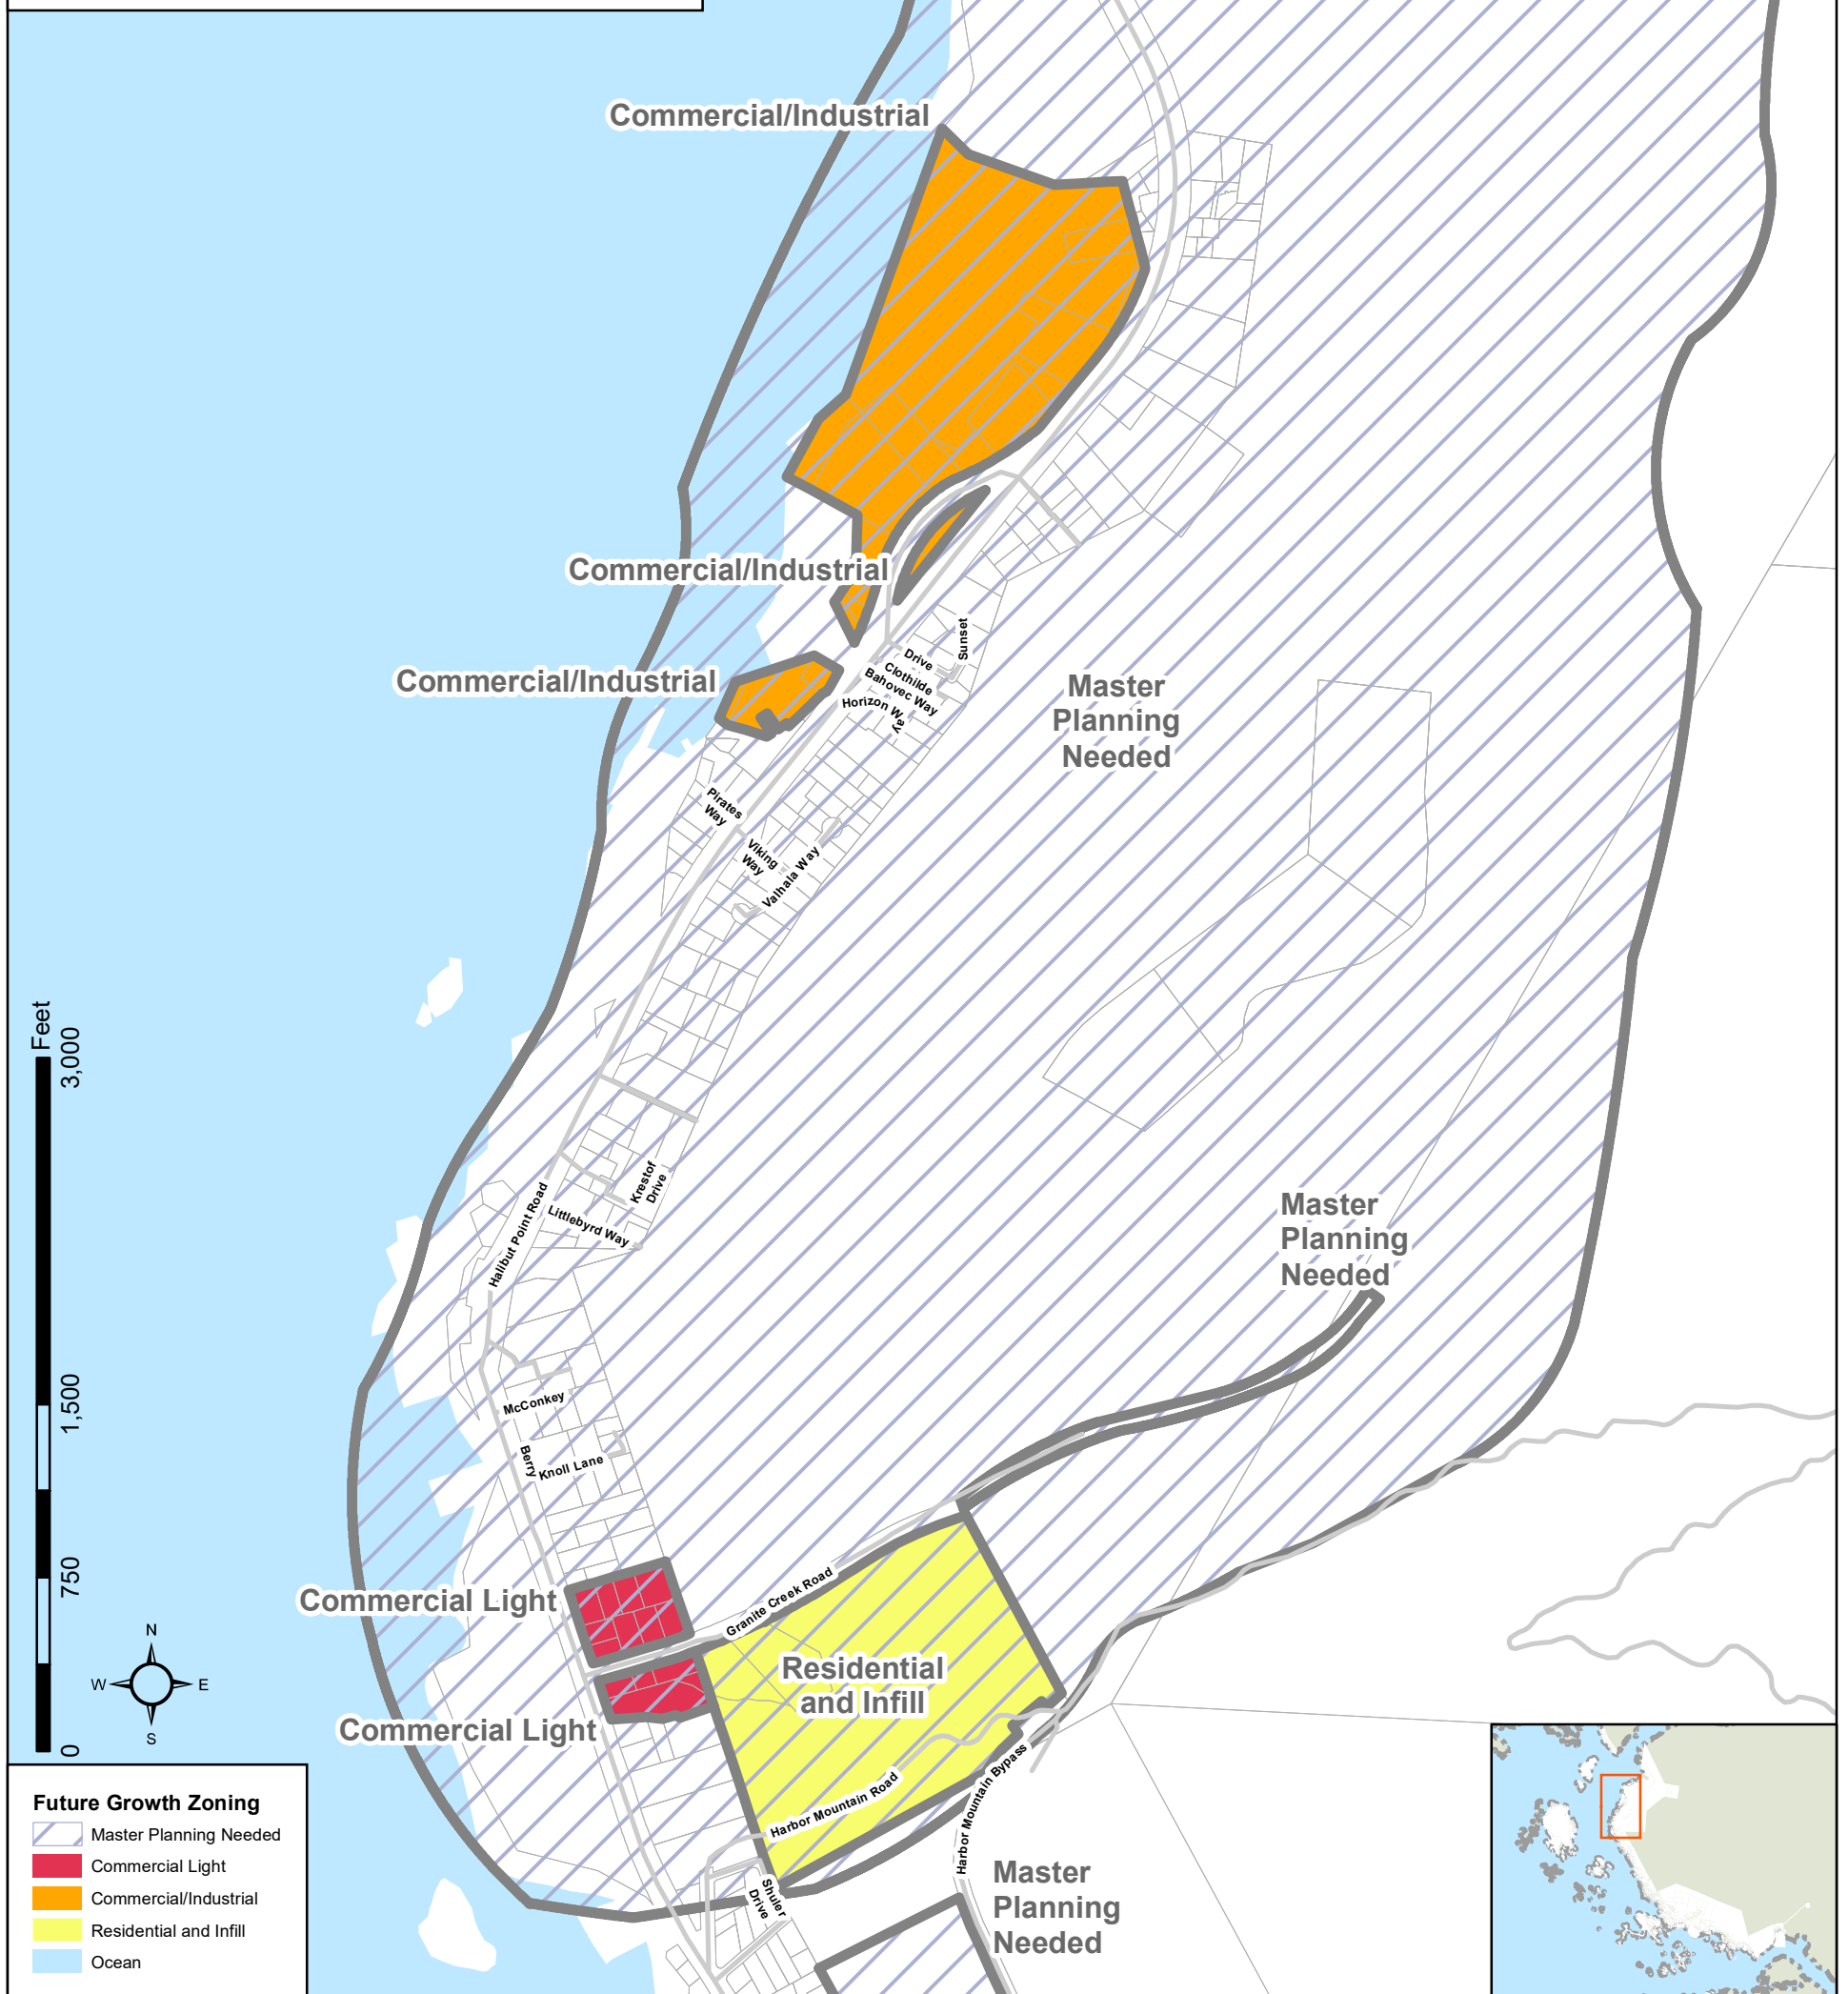 Commercial/Industrial
Commercial/Industrial
Commercial/Industrial
Sunset
Drive
Clothilde
Bahovec Way
Horizon Way
Master
Planning
Needed
Pirates
Way
Viking
Way
Valhala Way
Feet
3,000
1,500
750
0
Krestof
Drive
Littlebyrd Way
Halibut Point Road
Master
Planning
Needed
McConkey
Berry
Knoll Lane
Commercial Light
Granite Creek Road
Residential
and Infill
Commercial Light
N
W
E
S
Harbor Mountain Road
Harbor Mountain Bypass
Shuler
Drive
Master
Planning
Needed
Future Growth Zoning
Master Planning Needed
Commercial Light
Commercial/Industrial
Residential and Infill
Ocean